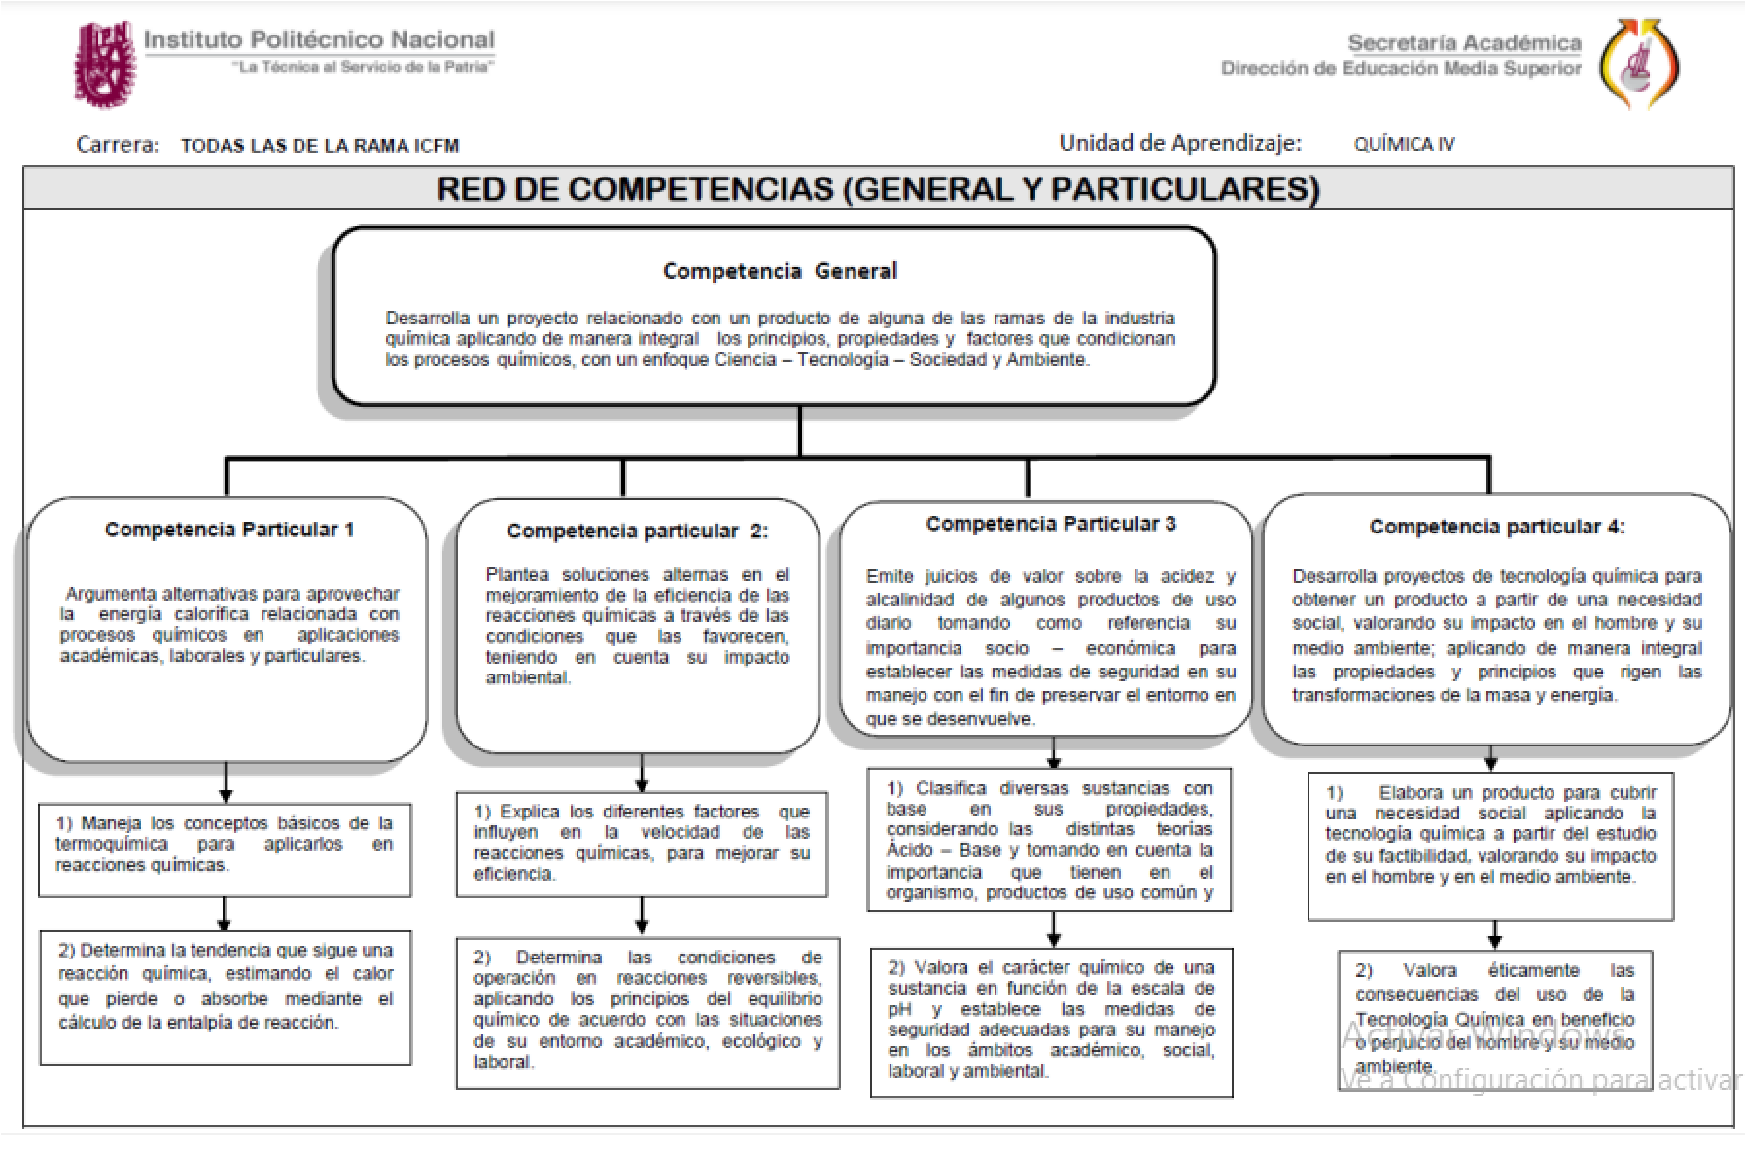 Instituto Politécnico Nacional
"La Técnica al Servicio de la Patria"
Secretaría Académica
Dirección de Educación Media Superior
Carrera: TODAS LAS DE LA RAMA ICFM
Unidad de Aprendizaje: QUÍMICA IV
RED DE COMPETENCIAS (GENERAL Y PARTICULARES)
Competencia General
Desarrolla un proyecto relacionado con un producto de alguna de las ramas de la industria
química aplicando de manera integral los principios, propiedades y factores que condicionan
los procesos químicos, con un enfoque Ciencia – Tecnología – Sociedad y Ambiente.
Competencia Particular 1
Argumenta alternativas para aprovechar
la energía calorífica relacionada con
procesos químicos en aplicaciones
académicas, laborales y particulares.
1) Maneja los conceptos básicos de la
termoquímica para aplicarlos en
reacciones químicas.
2) Determina la tendencia que sigue una
reacción química, estimando el calor
que pierde o absorbe mediante el
cálculo de la entalpía de reacción.
Competencia particular 2:
Plantea soluciones alternas en el
mejoramiento de la eficiencia de las
reacciones químicas a través de las
condiciones que las favorecen,
teniendo en cuenta su impacto
ambiental.
1) Explica los diferentes factores que
influyen en la velocidad de las
reacciones químicas, para mejorar su
eficiencia.
2) Determina las condiciones de
operación en reacciones reversibles,
aplicando los principios del equilibrio
químico de acuerdo con las situaciones
de su entorno académico, ecológico y
laboral.
Competencia Particular 3
Emite juicios de valor sobre la acidez y
alcalinidad de algunos productos de uso
diario tomando como referencia su
importancia socio – económica para
establecer las medidas de seguridad en su
manejo con el fin de preservar el entorno en
que se desenvuelve.
1) Clasifica diversas sustancias con
base en sus propiedades,
considerando las distintas teorías
Ácido – Base y tomando en cuenta la
importancia que tienen en el
organismo, productos de uso común y
2) Valora el carácter químico de una
sustancia en función de la escala de
pH y establece las medidas de
seguridad adecuadas para su manejo
en los ámbitos académico, social,
laboral y ambiental.
Competencia particular 4:
Desarrolla proyectos de tecnología química para
obtener un producto a partir de una necesidad
social, valorando su impacto en el hombre y su
medio ambiente; aplicando de manera integral
las propiedades y principios que rigen las
transformaciones de la masa y energía.
1) Elabora un producto para cubrir
una necesidad social aplicando la
tecnología química a partir del estudio
de su factibilidad, valorando su impacto
en el hombre y en el medio ambiente.
2) Valora éticamente las
consecuencias del uso de la
Tecnología Química en beneficio
o perjuicio del hombre y su medio
ambiente.
Activar Windows
Ve a Configuración para activar